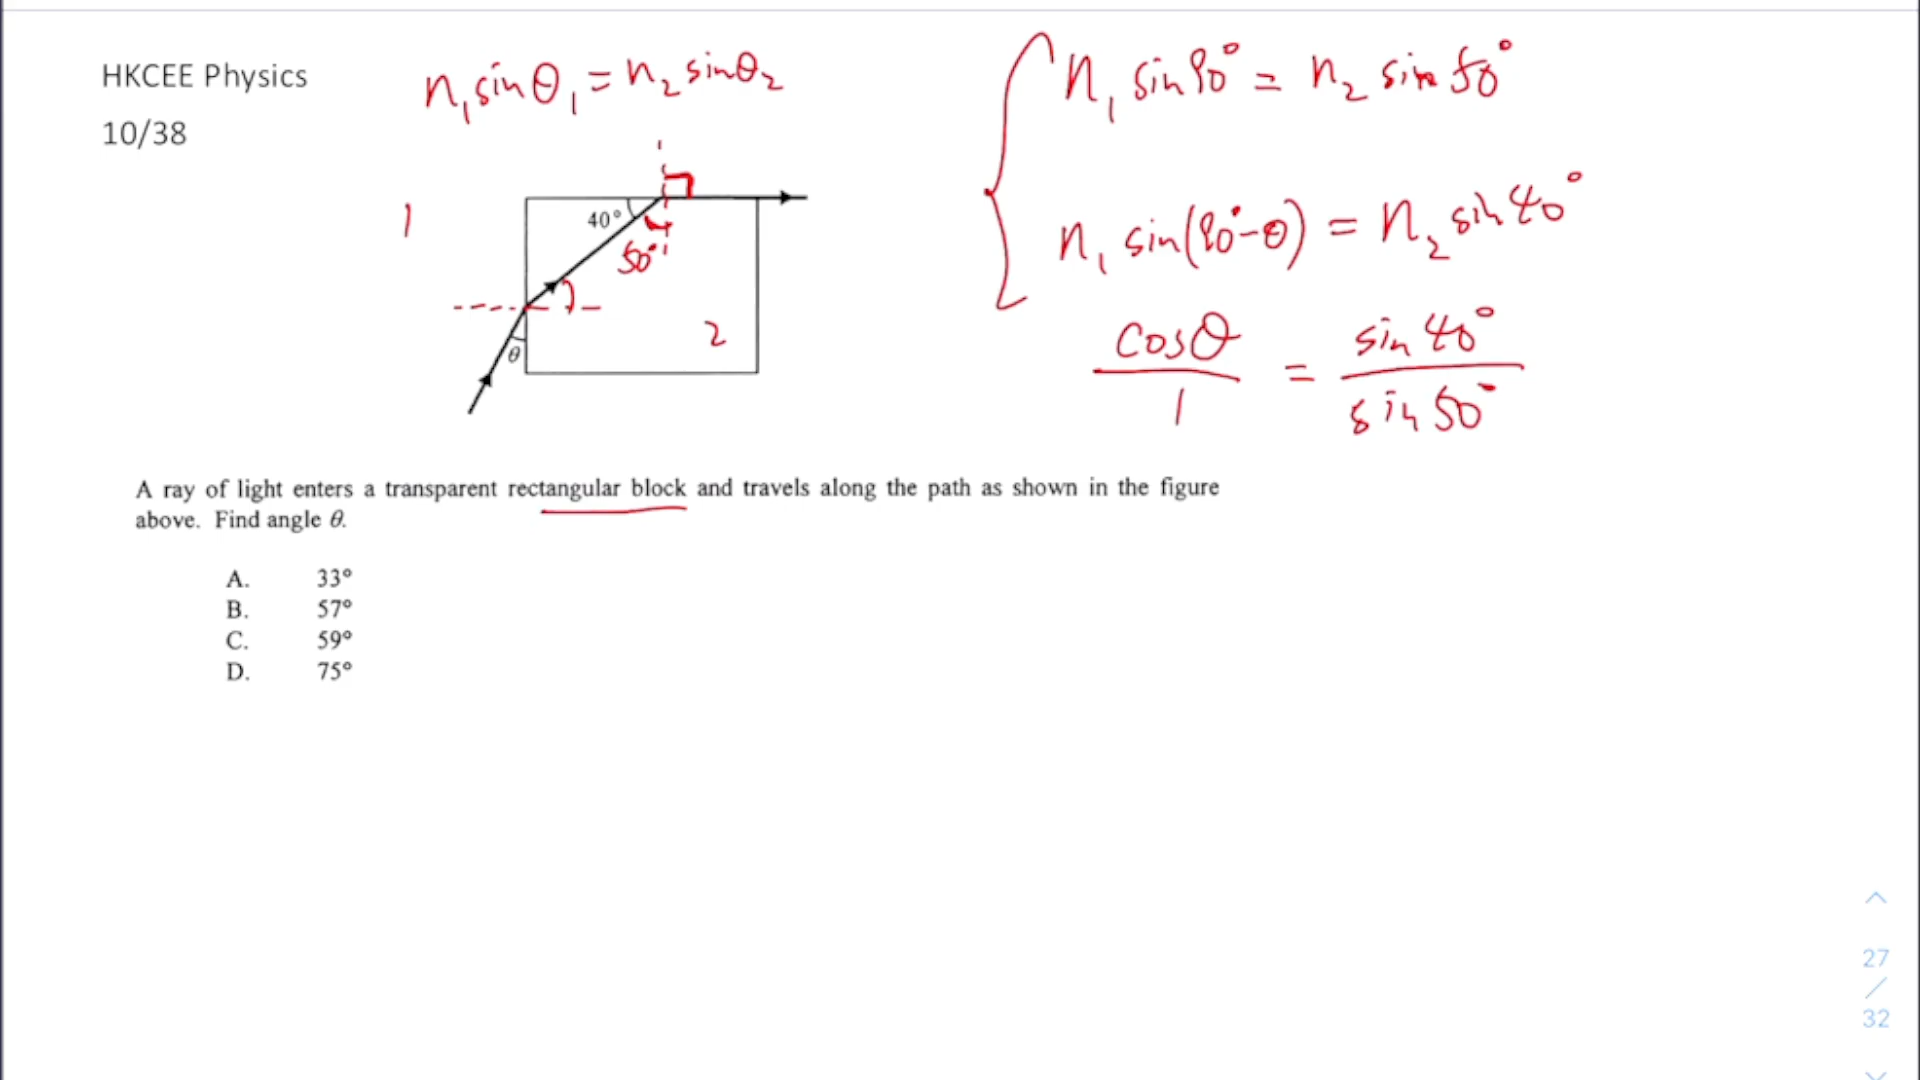 HKCEE Physics
10/38
n₁sinθ₁=n₂sinθ₂
n₁ sin90°= n₂ sin 50°
n₁ sin(90°-θ) = n₂ sin 40°
cosθ/1 = sin 40°/sin 50°
1
40°
50°
2
θ
A ray of light enters a transparent rectangular block and travels along the path as shown in the figure
above. Find angle θ.
A. 33°
B. 57°
C. 59°
D. 75°
27
/
32